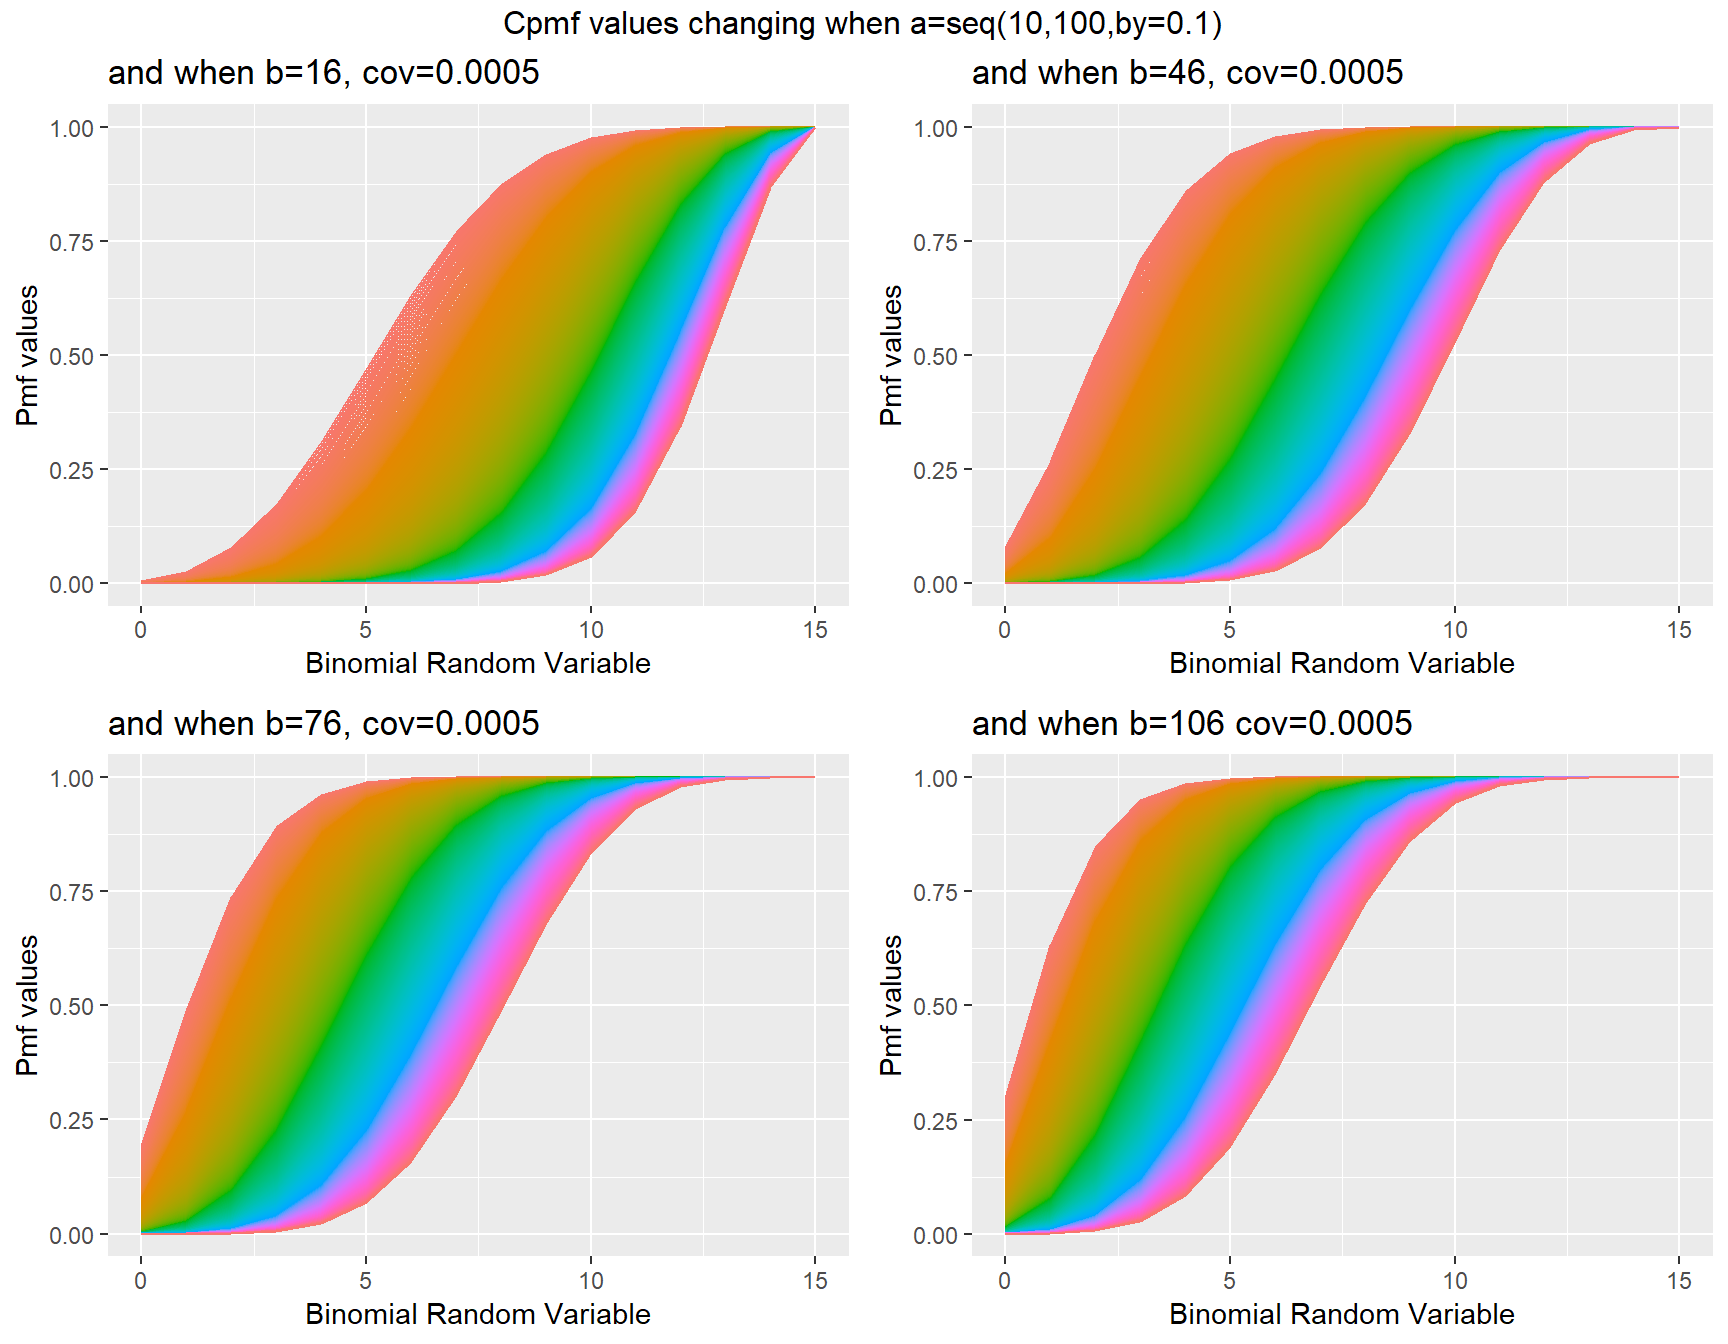 Cpmf values changing when a=seq(10,100,by=0.1)
and when b=16, cov=0.0005
1.00
0.75
0.50
0.25
0.00
Pmf values
0 5 10 15
Binomial Random Variable
and when b=46, cov=0.0005
1.00
0.75
0.50
0.25
0.00
Pmf values
0 5 10 15
Binomial Random Variable
and when b=76, cov=0.0005
1.00
0.75
0.50
0.25
0.00
Pmf values
0 5 10 15
Binomial Random Variable
and when b=106 cov=0.0005
1.00
0.75
0.50
0.25
0.00
Pmf values
0 5 10 15
Binomial Random Variable